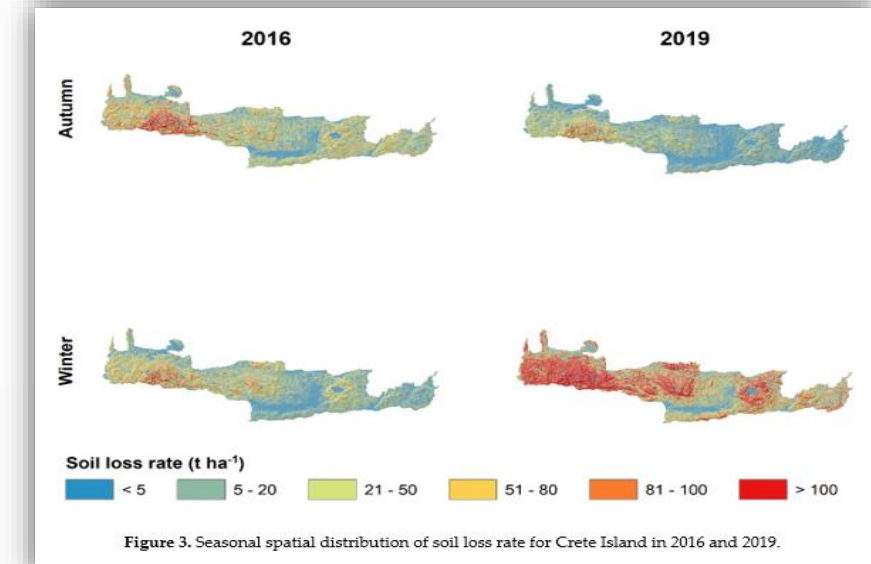 2016
2019
Autumn
Winter
Soil loss rate (t ha⁻¹)
< 5
5 - 20
21 - 50
51 - 80
81 - 100
> 100
Figure 3. Seasonal spatial distribution of soil loss rate for Crete Island in 2016 and 2019.